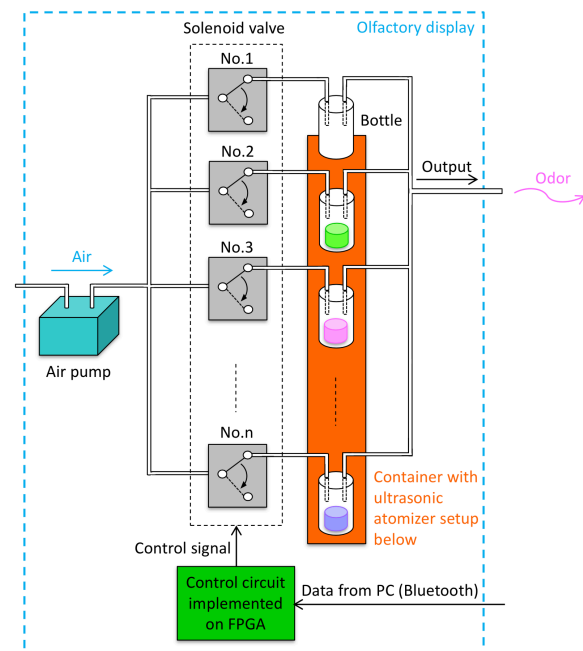 Solenoid valve
Olfactory display
No.1
Bottle
No.2
Output
Odor
No.3
Air
Air pump
No.n
Container with
ultrasonic
atomizer setup
below
Control signal
Control circuit
implemented
on FPGA
Data from PC (Bluetooth)